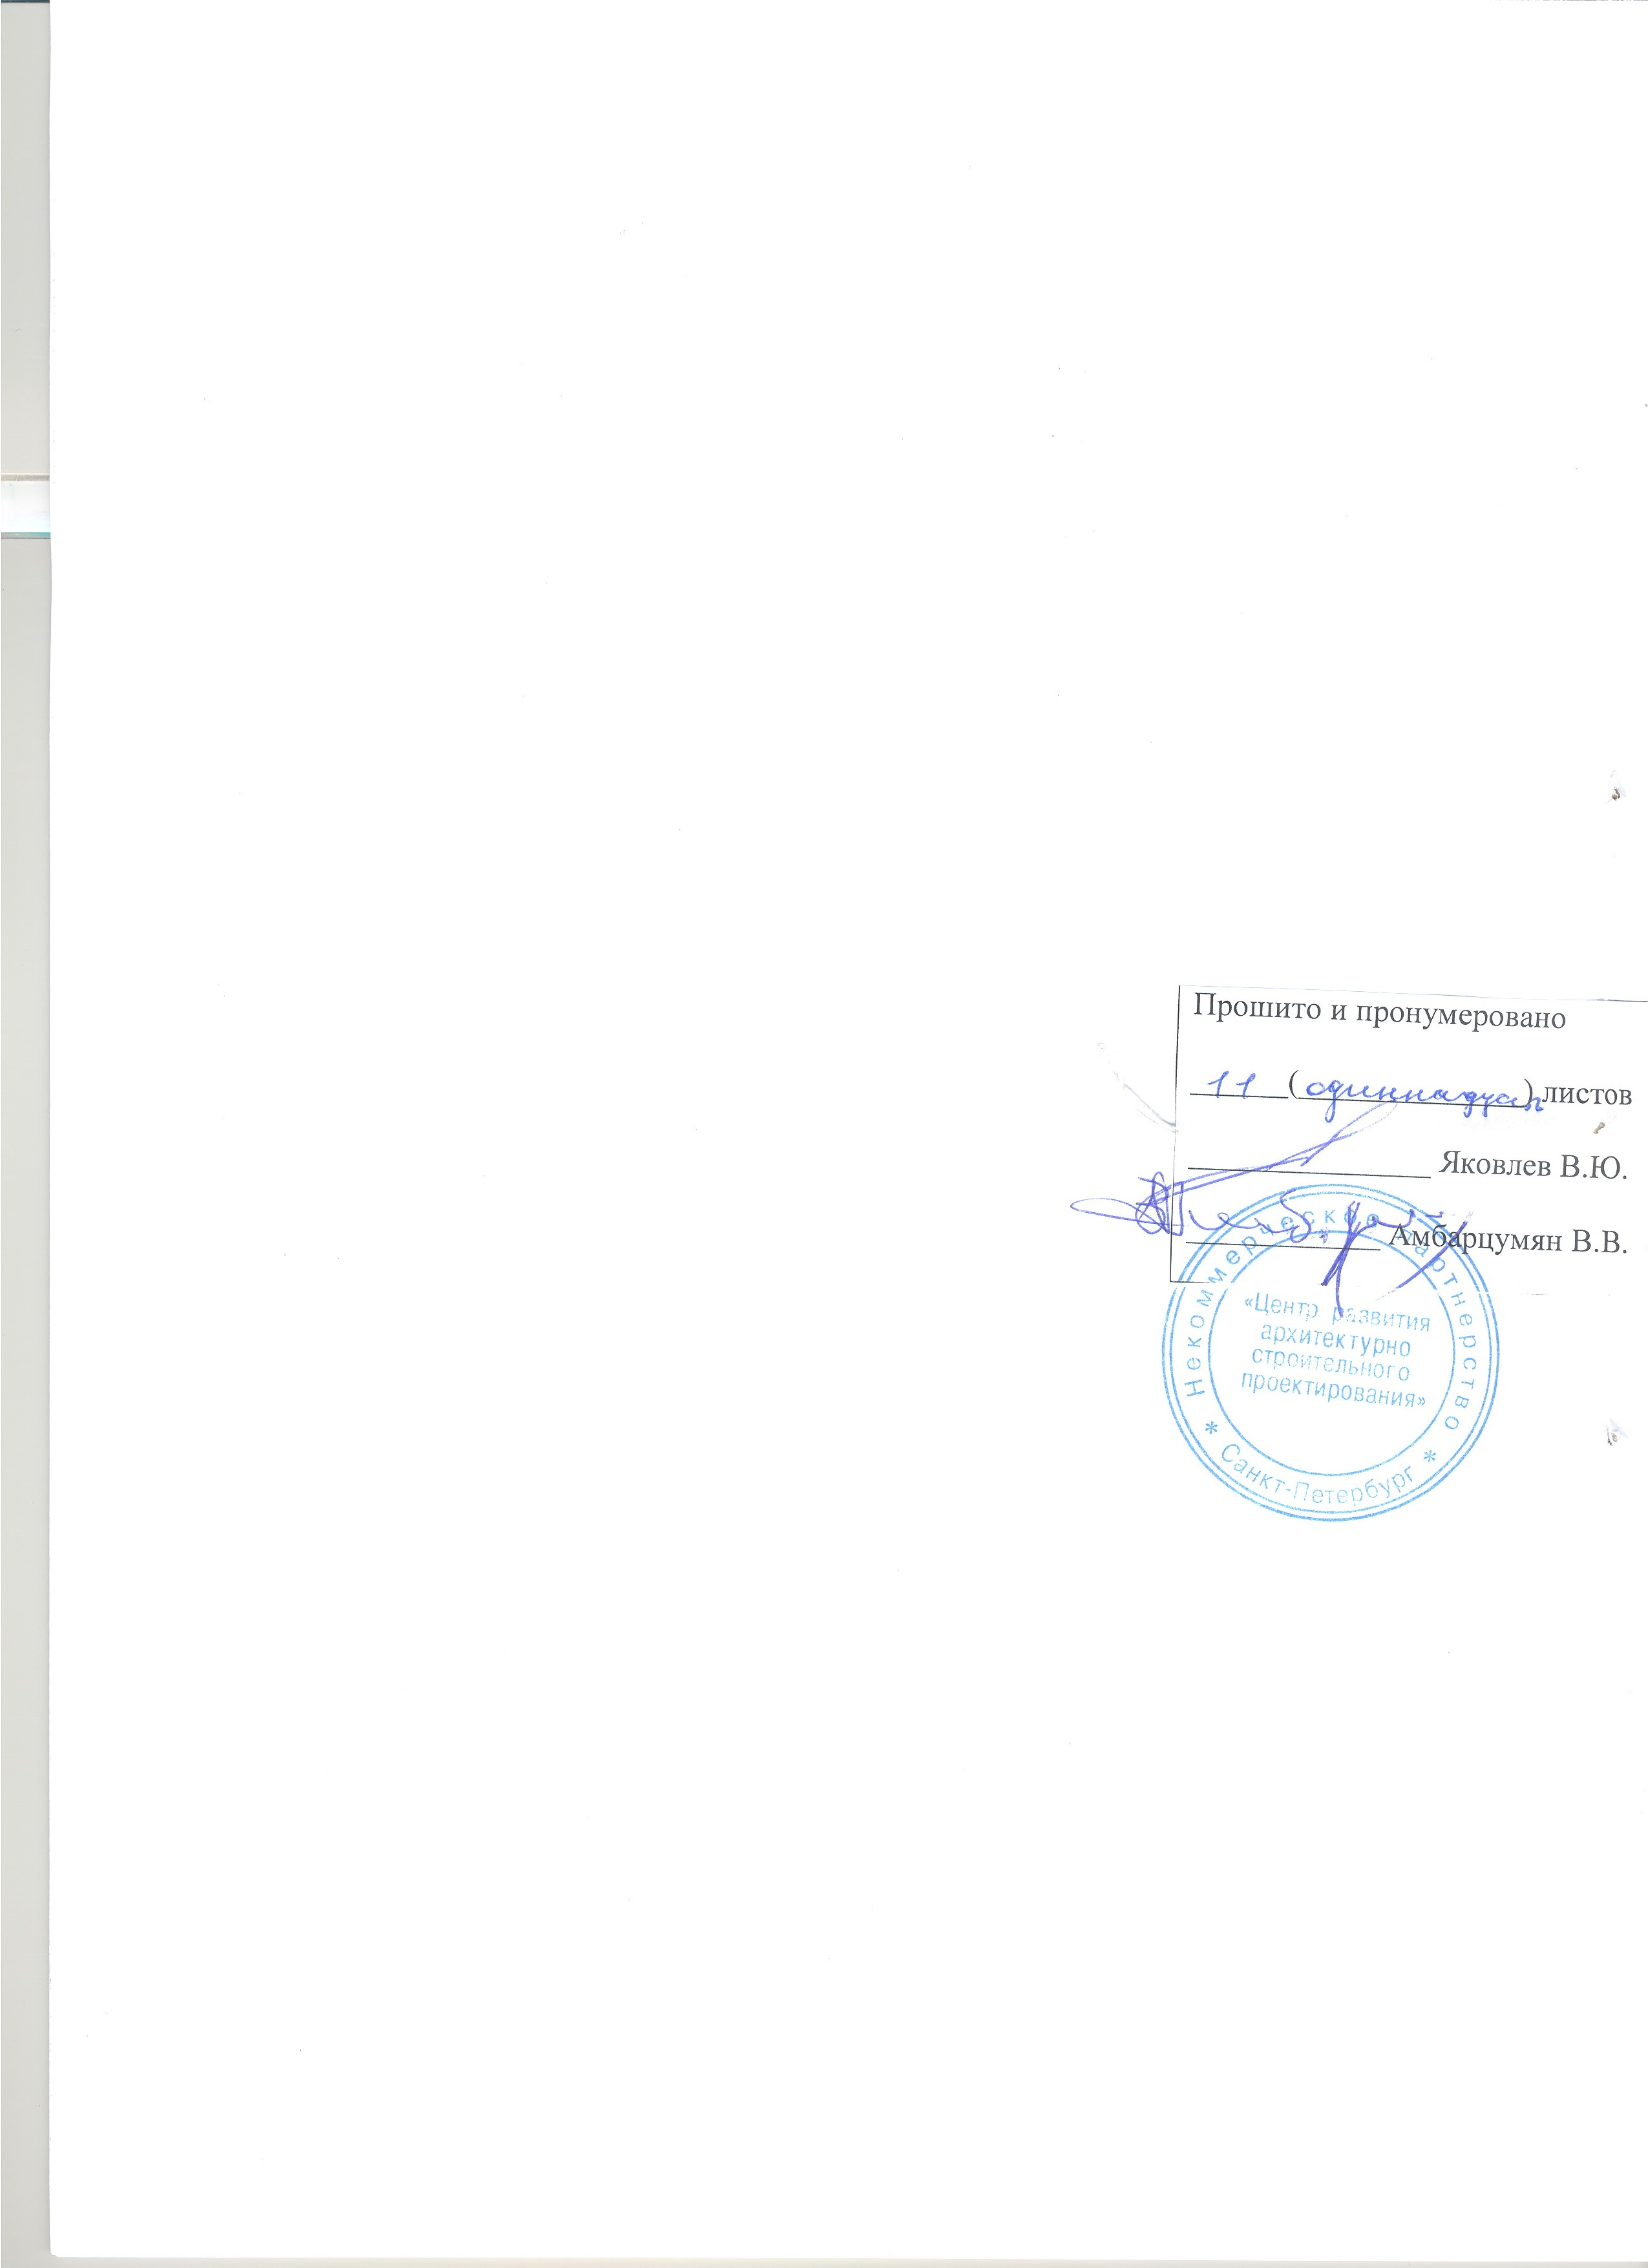 Прошито и пронумеровано
11 (одиннадцать) листов
Яковлев В.Ю.
Амбарцумян В.В.
Некоммерческое партнерство
«Центр развития
архитектурно
строительного
проектирования»
* Санкт-Петербург *